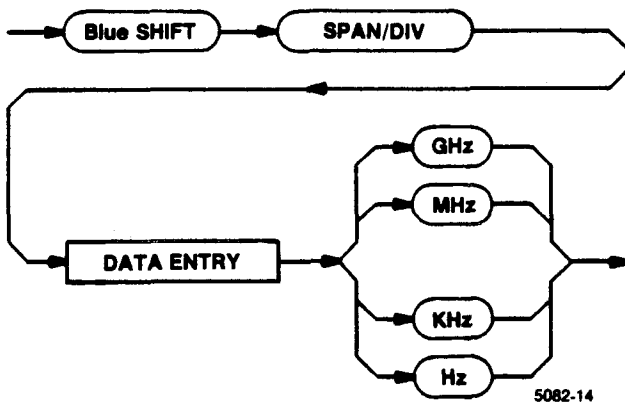 Blue SHIFT
SPAN/DIV
GHz
MHz
DATA ENTRY
KHz
Hz
5082-14